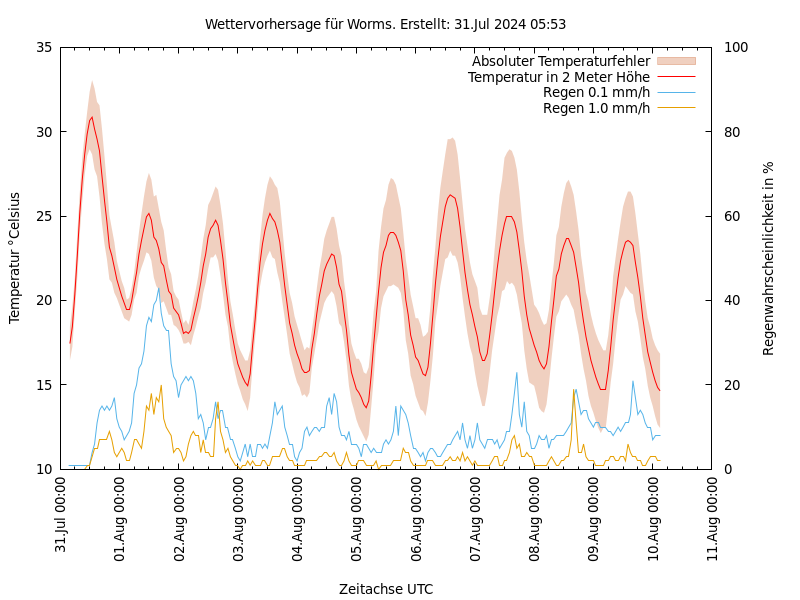 Wettervorhersage für Worms. Erstellt: 31.Jul 2024 05:53
Absoluter Temperaturfehler
Temperatur in 2 Meter Höhe
Regen 0.1 mm/h
Regen 1.0 mm/h
Temperatur °Celsius
35
30
25
20
15
10
100
80
60
40
20
0
Regenwahrscheinlichkeit in %
31.Jul 00:00
01.Aug 00:00
02.Aug 00:00
03.Aug 00:00
04.Aug 00:00
05.Aug 00:00
06.Aug 00:00
07.Aug 00:00
08.Aug 00:00
09.Aug 00:00
10.Aug 00:00
11.Aug 00:00
Zeitachse UTC